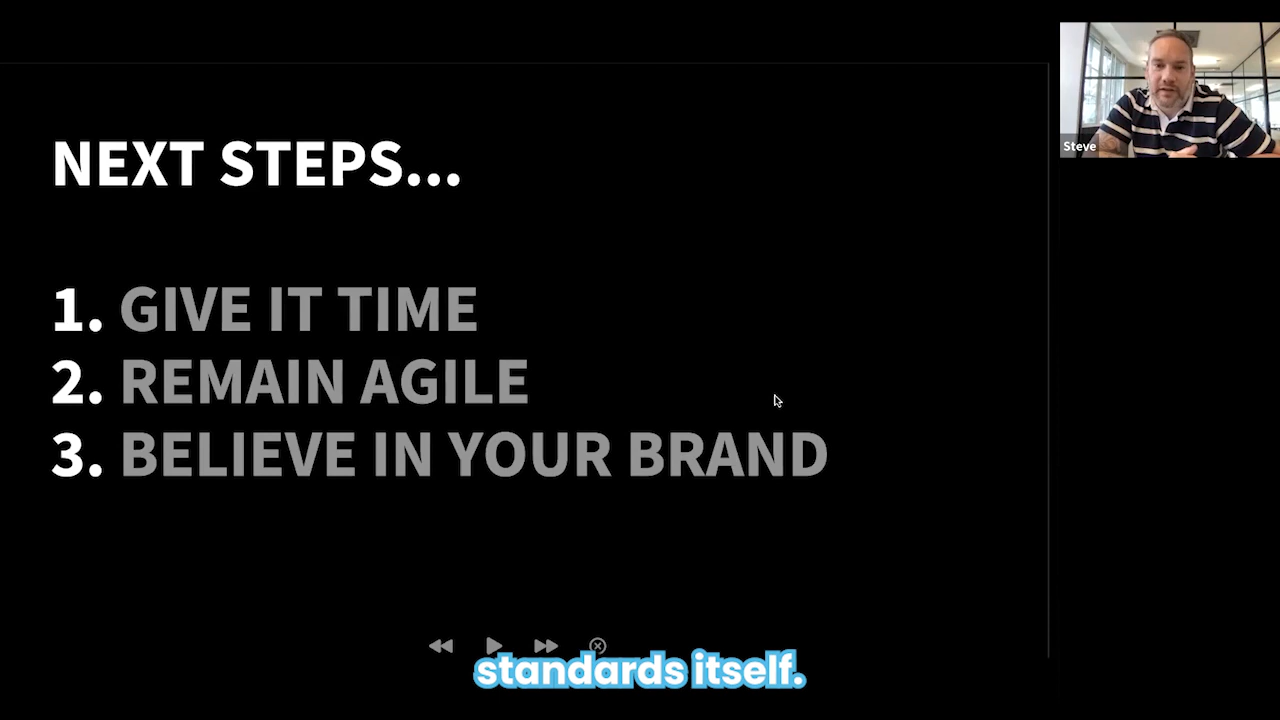 NEXT STEPS...
1. GIVE IT TIME
2. REMAIN AGILE
3. BELIEVE IN YOUR BRAND
Steve
standards itself.